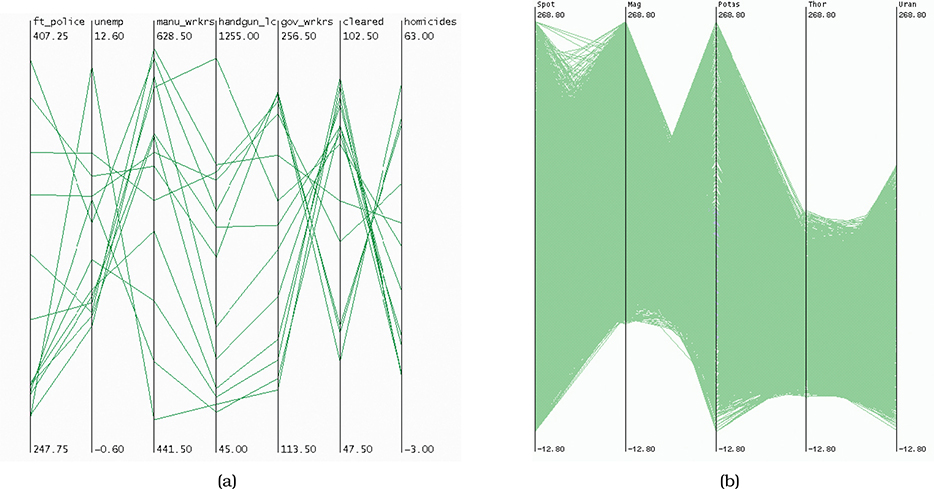 ft_police unemp manu_wrkrs handgun_lc gov_wrkrs cleared homicides
407.25 12.60 628.50 1255.00 256.50 102.50 63.00
247.75 -0.60 441.50 45.00 113.50 47.50 -3.00
(a)
Spot Mag Potas Thor Uran
268.80 268.80 268.80 268.80 268.80
-12.80 -12.80 -12.80 -12.80 -12.80
(b)